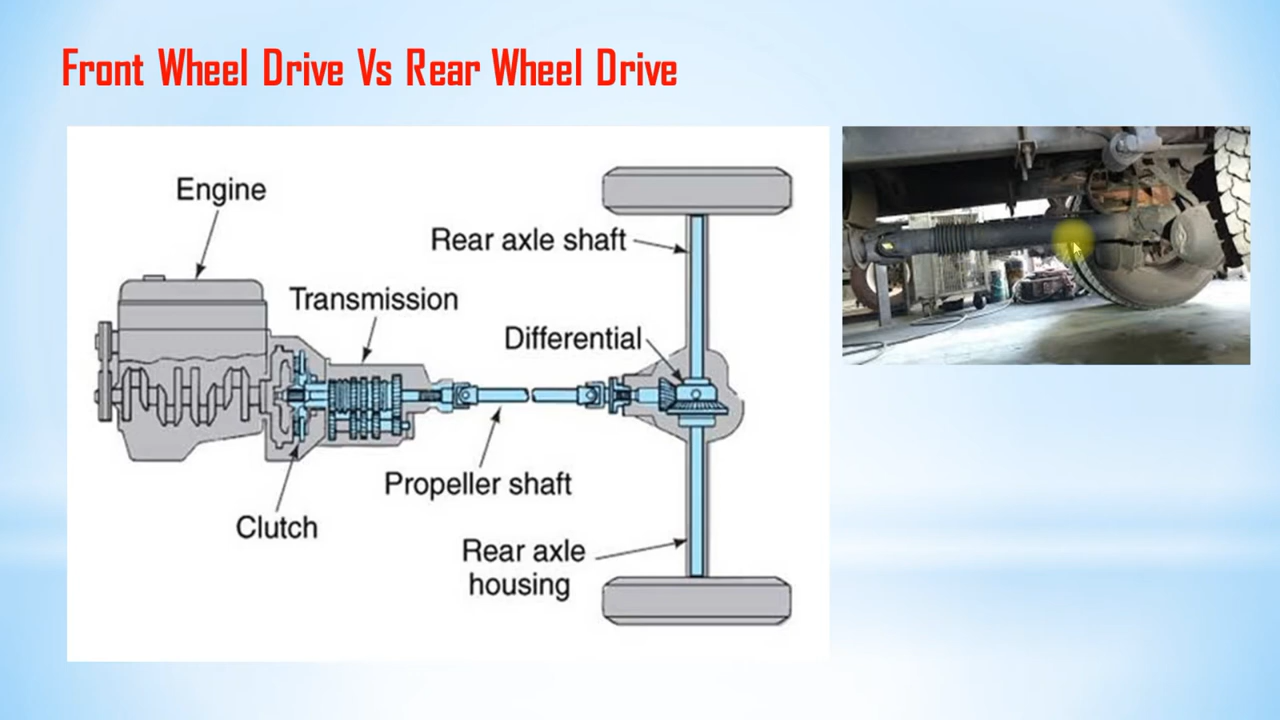 Front Wheel Drive Vs Rear Wheel Drive
Engine
Rear axle shaft
Transmission
Differential
Propeller shaft
Clutch
Rear axle
housing